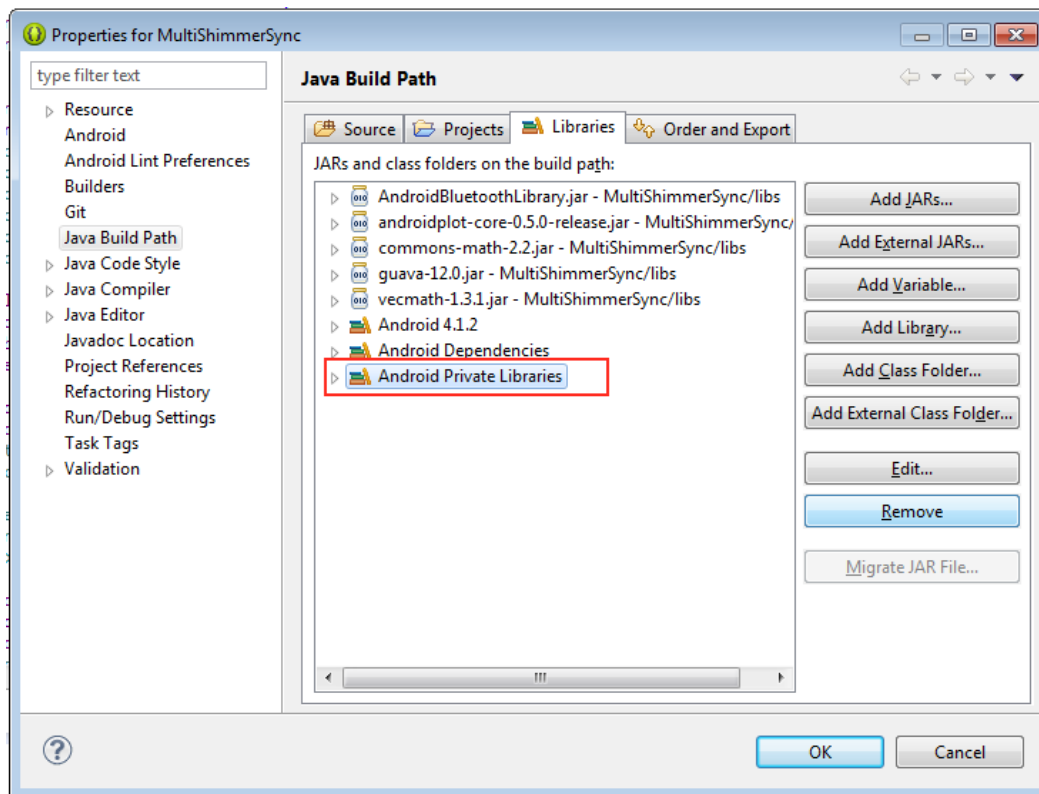 Properties for MultiShimmerSync
type filter text
Resource
Android
Android Lint Preferences
Builders
Git
Java Build Path
Java Code Style
Java Compiler
Java Editor
Javadoc Location
Project References
Refactoring History
Run/Debug Settings
Task Tags
Validation
Java Build Path
Source
Projects
Libraries
Order and Export
JARs and class folders on the build path:
AndroidBluetoothLibrary.jar - MultiShimmerSync/libs
androidplot-core-0.5.0-release.jar - MultiShimmerSync/
commons-math-2.2.jar - MultiShimmerSync/libs
guava-12.0.jar - MultiShimmerSync/libs
vecmath-1.3.1.jar - MultiShimmerSync/libs
Android 4.1.2
Android Dependencies
Android Private Libraries
Add JARs...
Add External JARs...
Add Variable...
Add Library...
Add Class Folder...
Add External Class Folder...
Edit...
Remove
Migrate JAR File...
OK
Cancel